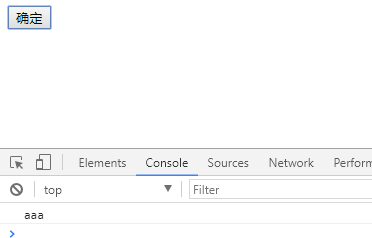 确定
Elements Console Sources Network Perform
top Filter
aaa